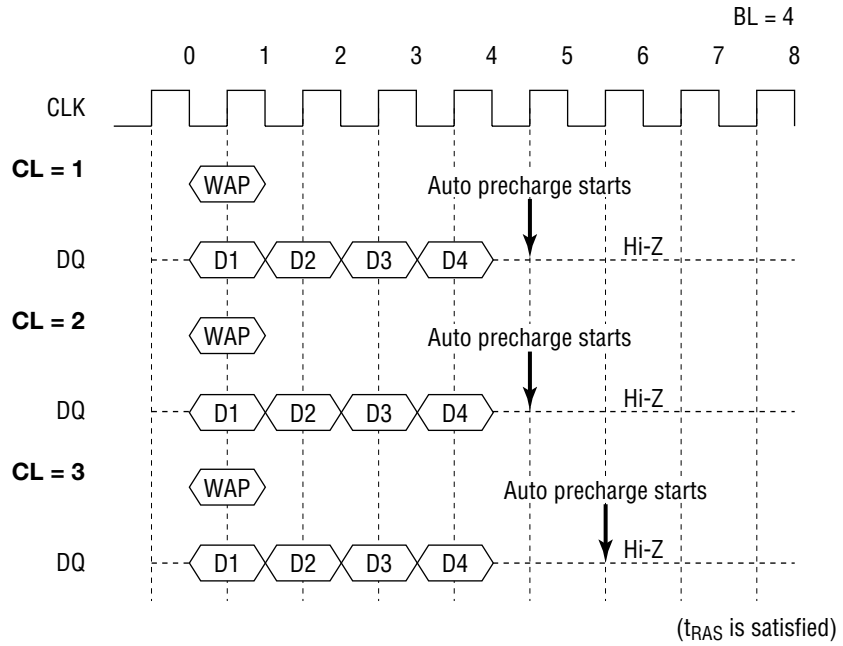 BL = 4
0 1 2 3 4 5 6 7 8
CLK
CL = 1
WAP
Auto precharge starts
DQ
D1 D2 D3 D4
Hi-Z
CL = 2
WAP
Auto precharge starts
DQ
D1 D2 D3 D4
Hi-Z
CL = 3
WAP
Auto precharge starts
DQ
D1 D2 D3 D4
Hi-Z
(tRAS is satisfied)